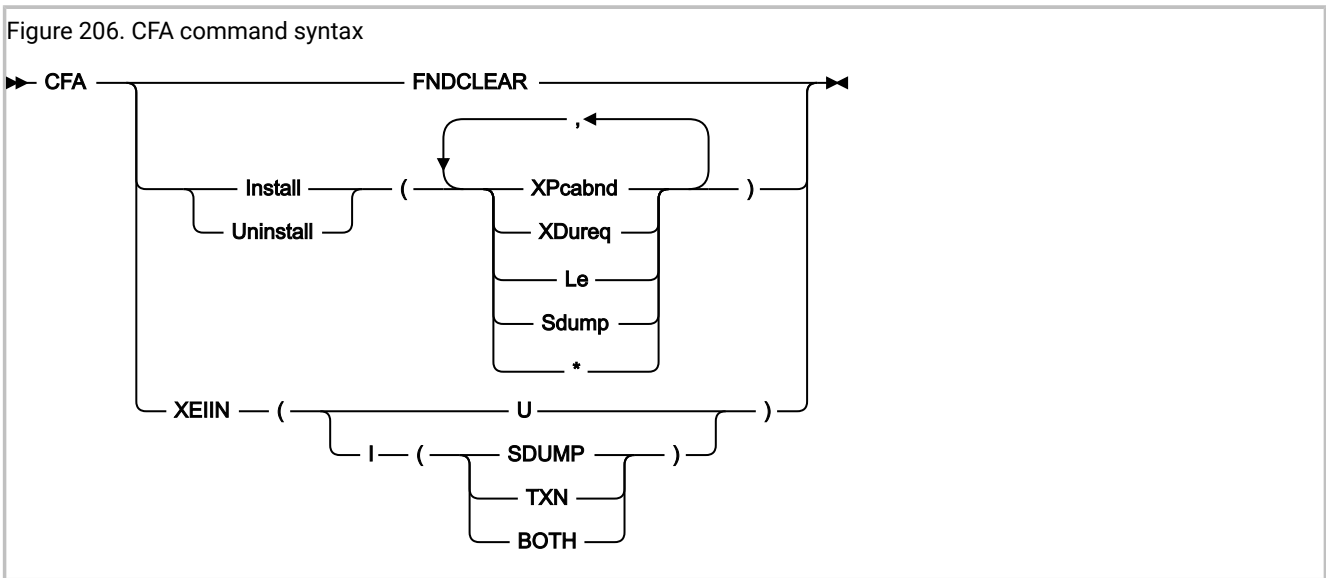 Figure 206. CFA command syntax
CFA FNDCLEAR
,
Install ( XPcabnd )
Uninstall XDureq
Le
Sdump
*
XEIIN ( U )
I ( SDUMP )
TXN
BOTH